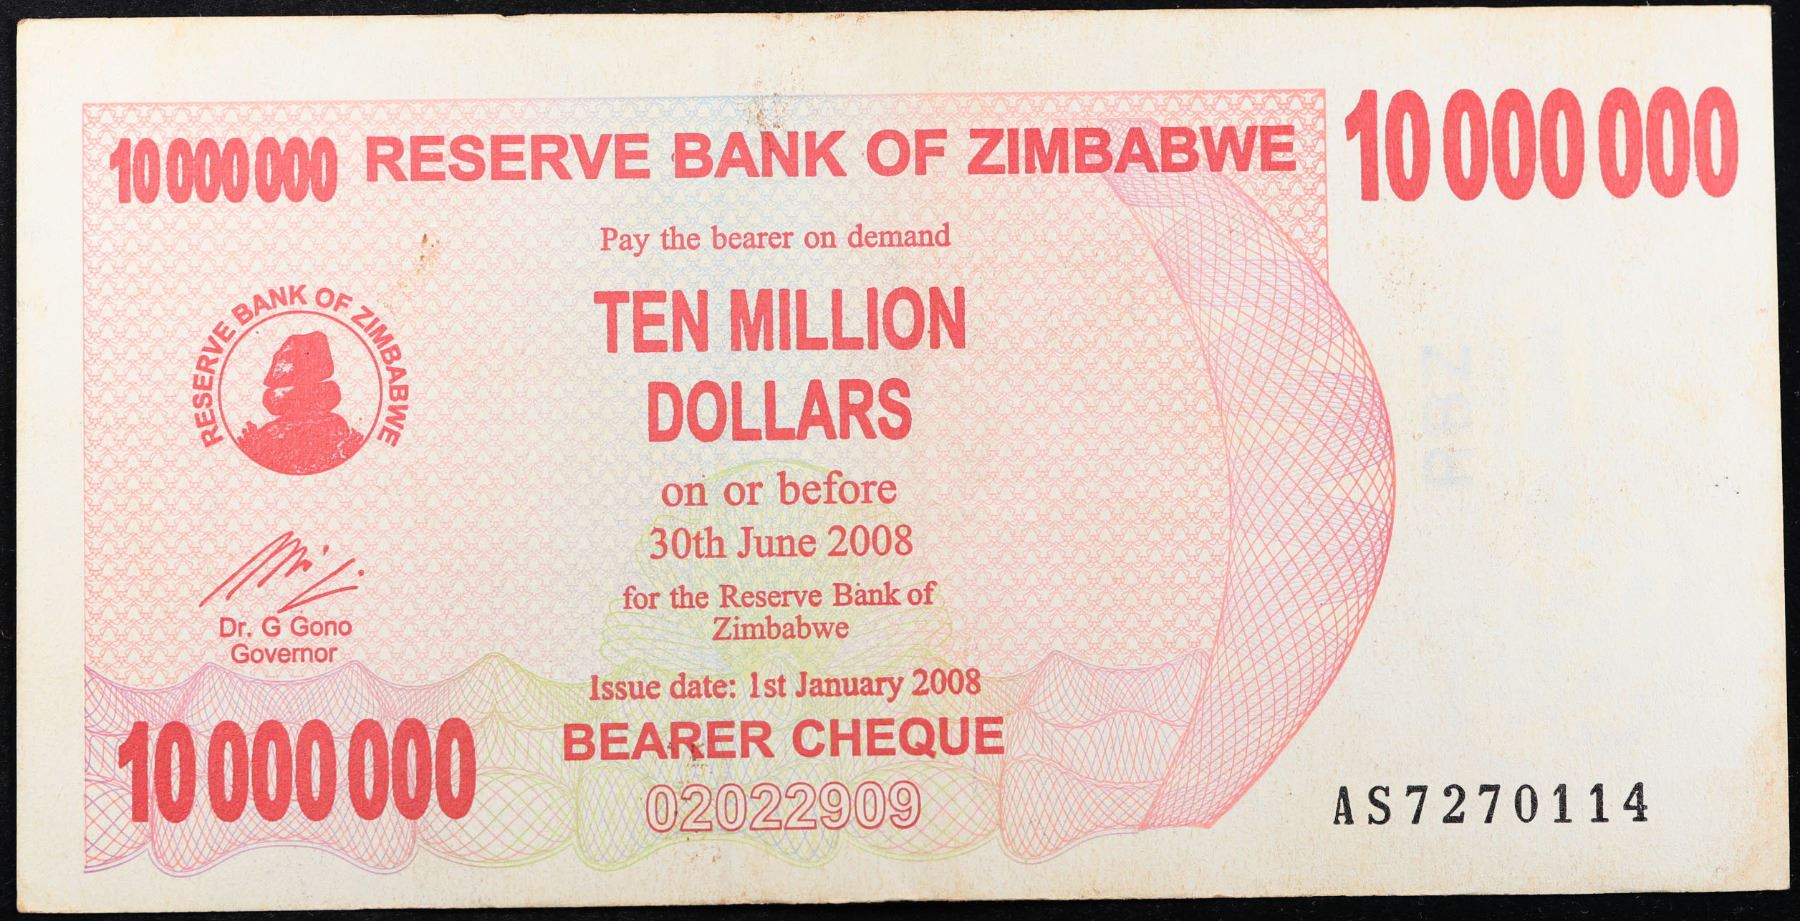 10 000 000 RESERVE BANK OF ZIMBABWE 10 000 000
Pay the bearer on demand
TEN MILLION
DOLLARS
RESERVE BANK OF ZIMBABWE
on or before
30th June 2008
for the Reserve Bank of
Zimbabwe
Dr. G Gono
Governor
Issue date: 1st January 2008
BEARER CHEQUE
10 000 000
02022909
AS7270114
RBZ